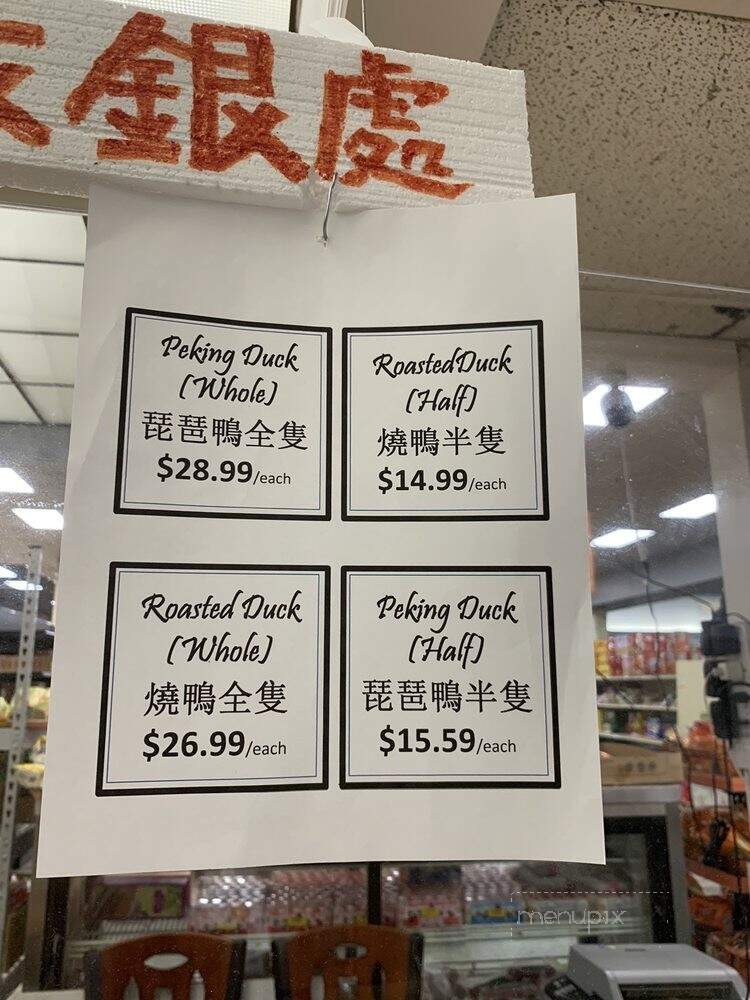 銀處
Peking Duck
(Whole)
琵琶鴨全隻
$28.99/each
RoastedDuck
(Half)
燒鴨半隻
$14.99/each
Roasted Duck
(Whole)
燒鴨全隻
$26.99/each
Peking Duck
(Half)
琵琶鴨半隻
$15.59/each
menupix